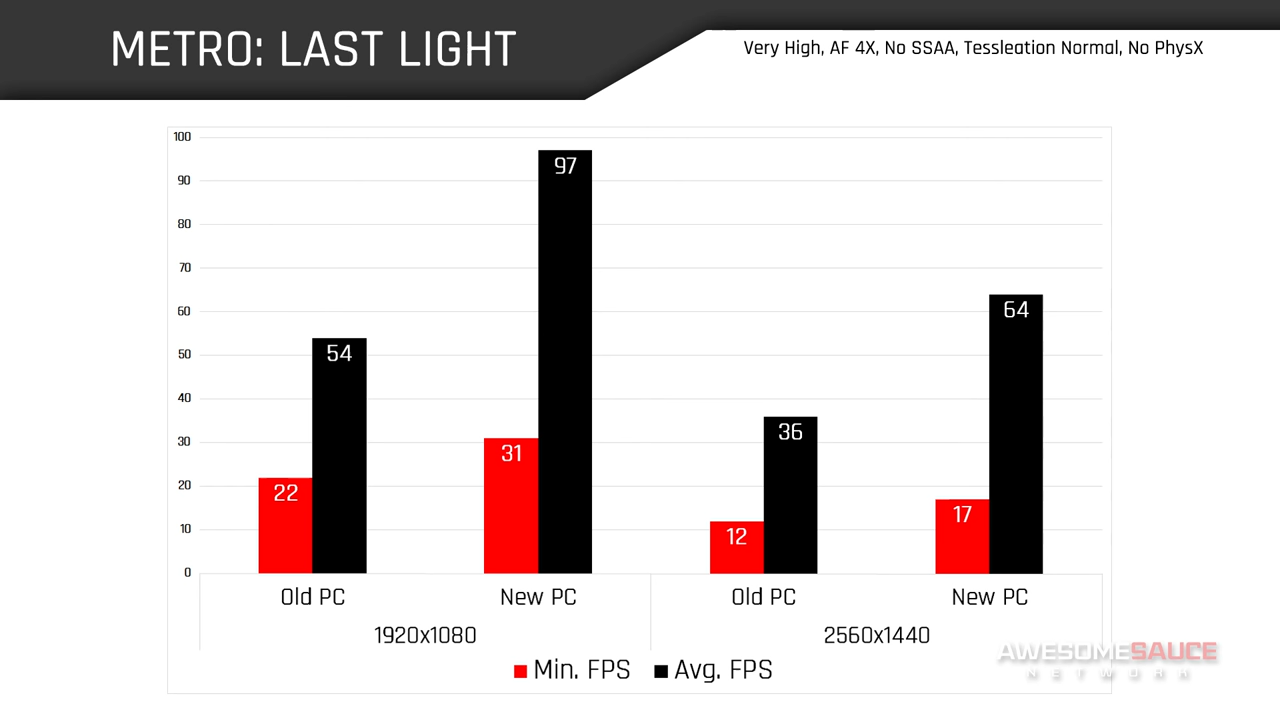 METRO: LAST LIGHT
Very High, AF 4X, No SSAA, Tessleation Normal, No PhysX
100
90
80
70
60
50
40
30
20
10
0
22
54
31
97
12
36
17
64
Old PC
New PC
Old PC
New PC
1920x1080
2560x1440
Min. FPS
Avg. FPS
AWESOMESAUCE
NETWORK